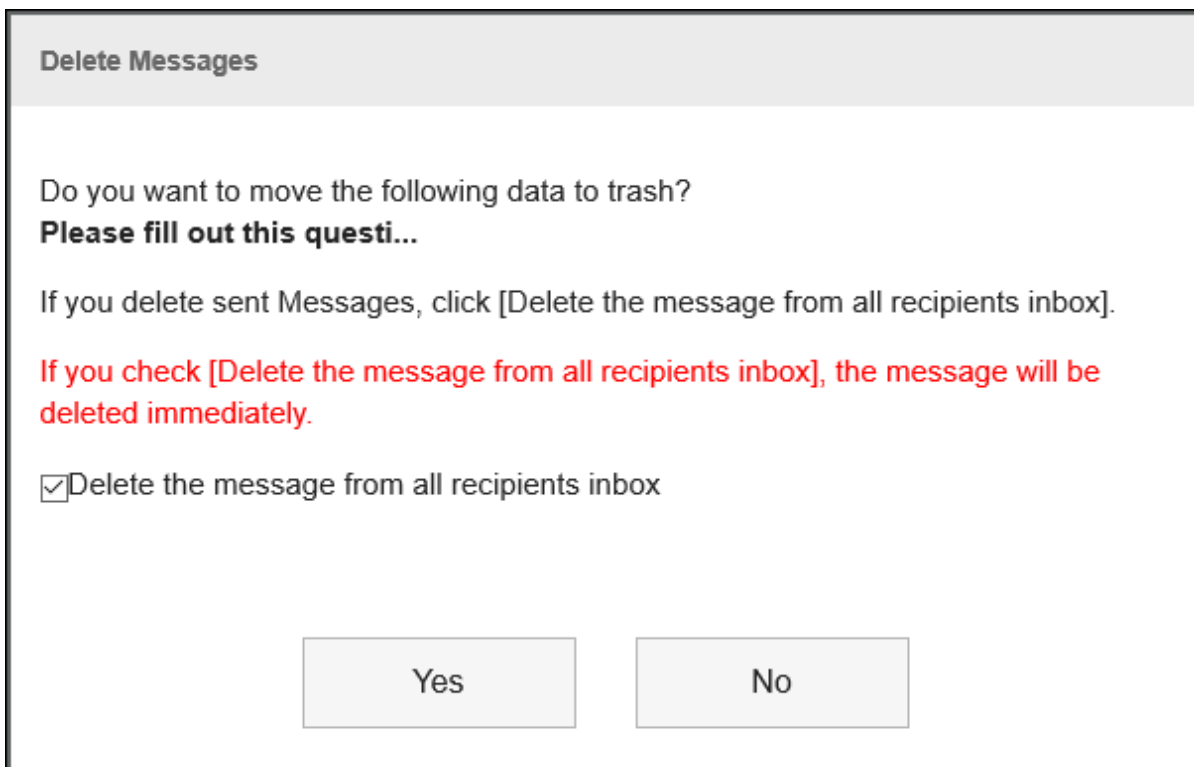 Delete Messages
Do you want to move the following data to trash?
Please fill out this questi...
If you delete sent Messages, click [Delete the message from all recipients inbox].
If you check [Delete the message from all recipients inbox], the message will be
deleted immediately.
Delete the message from all recipients inbox
Yes
No